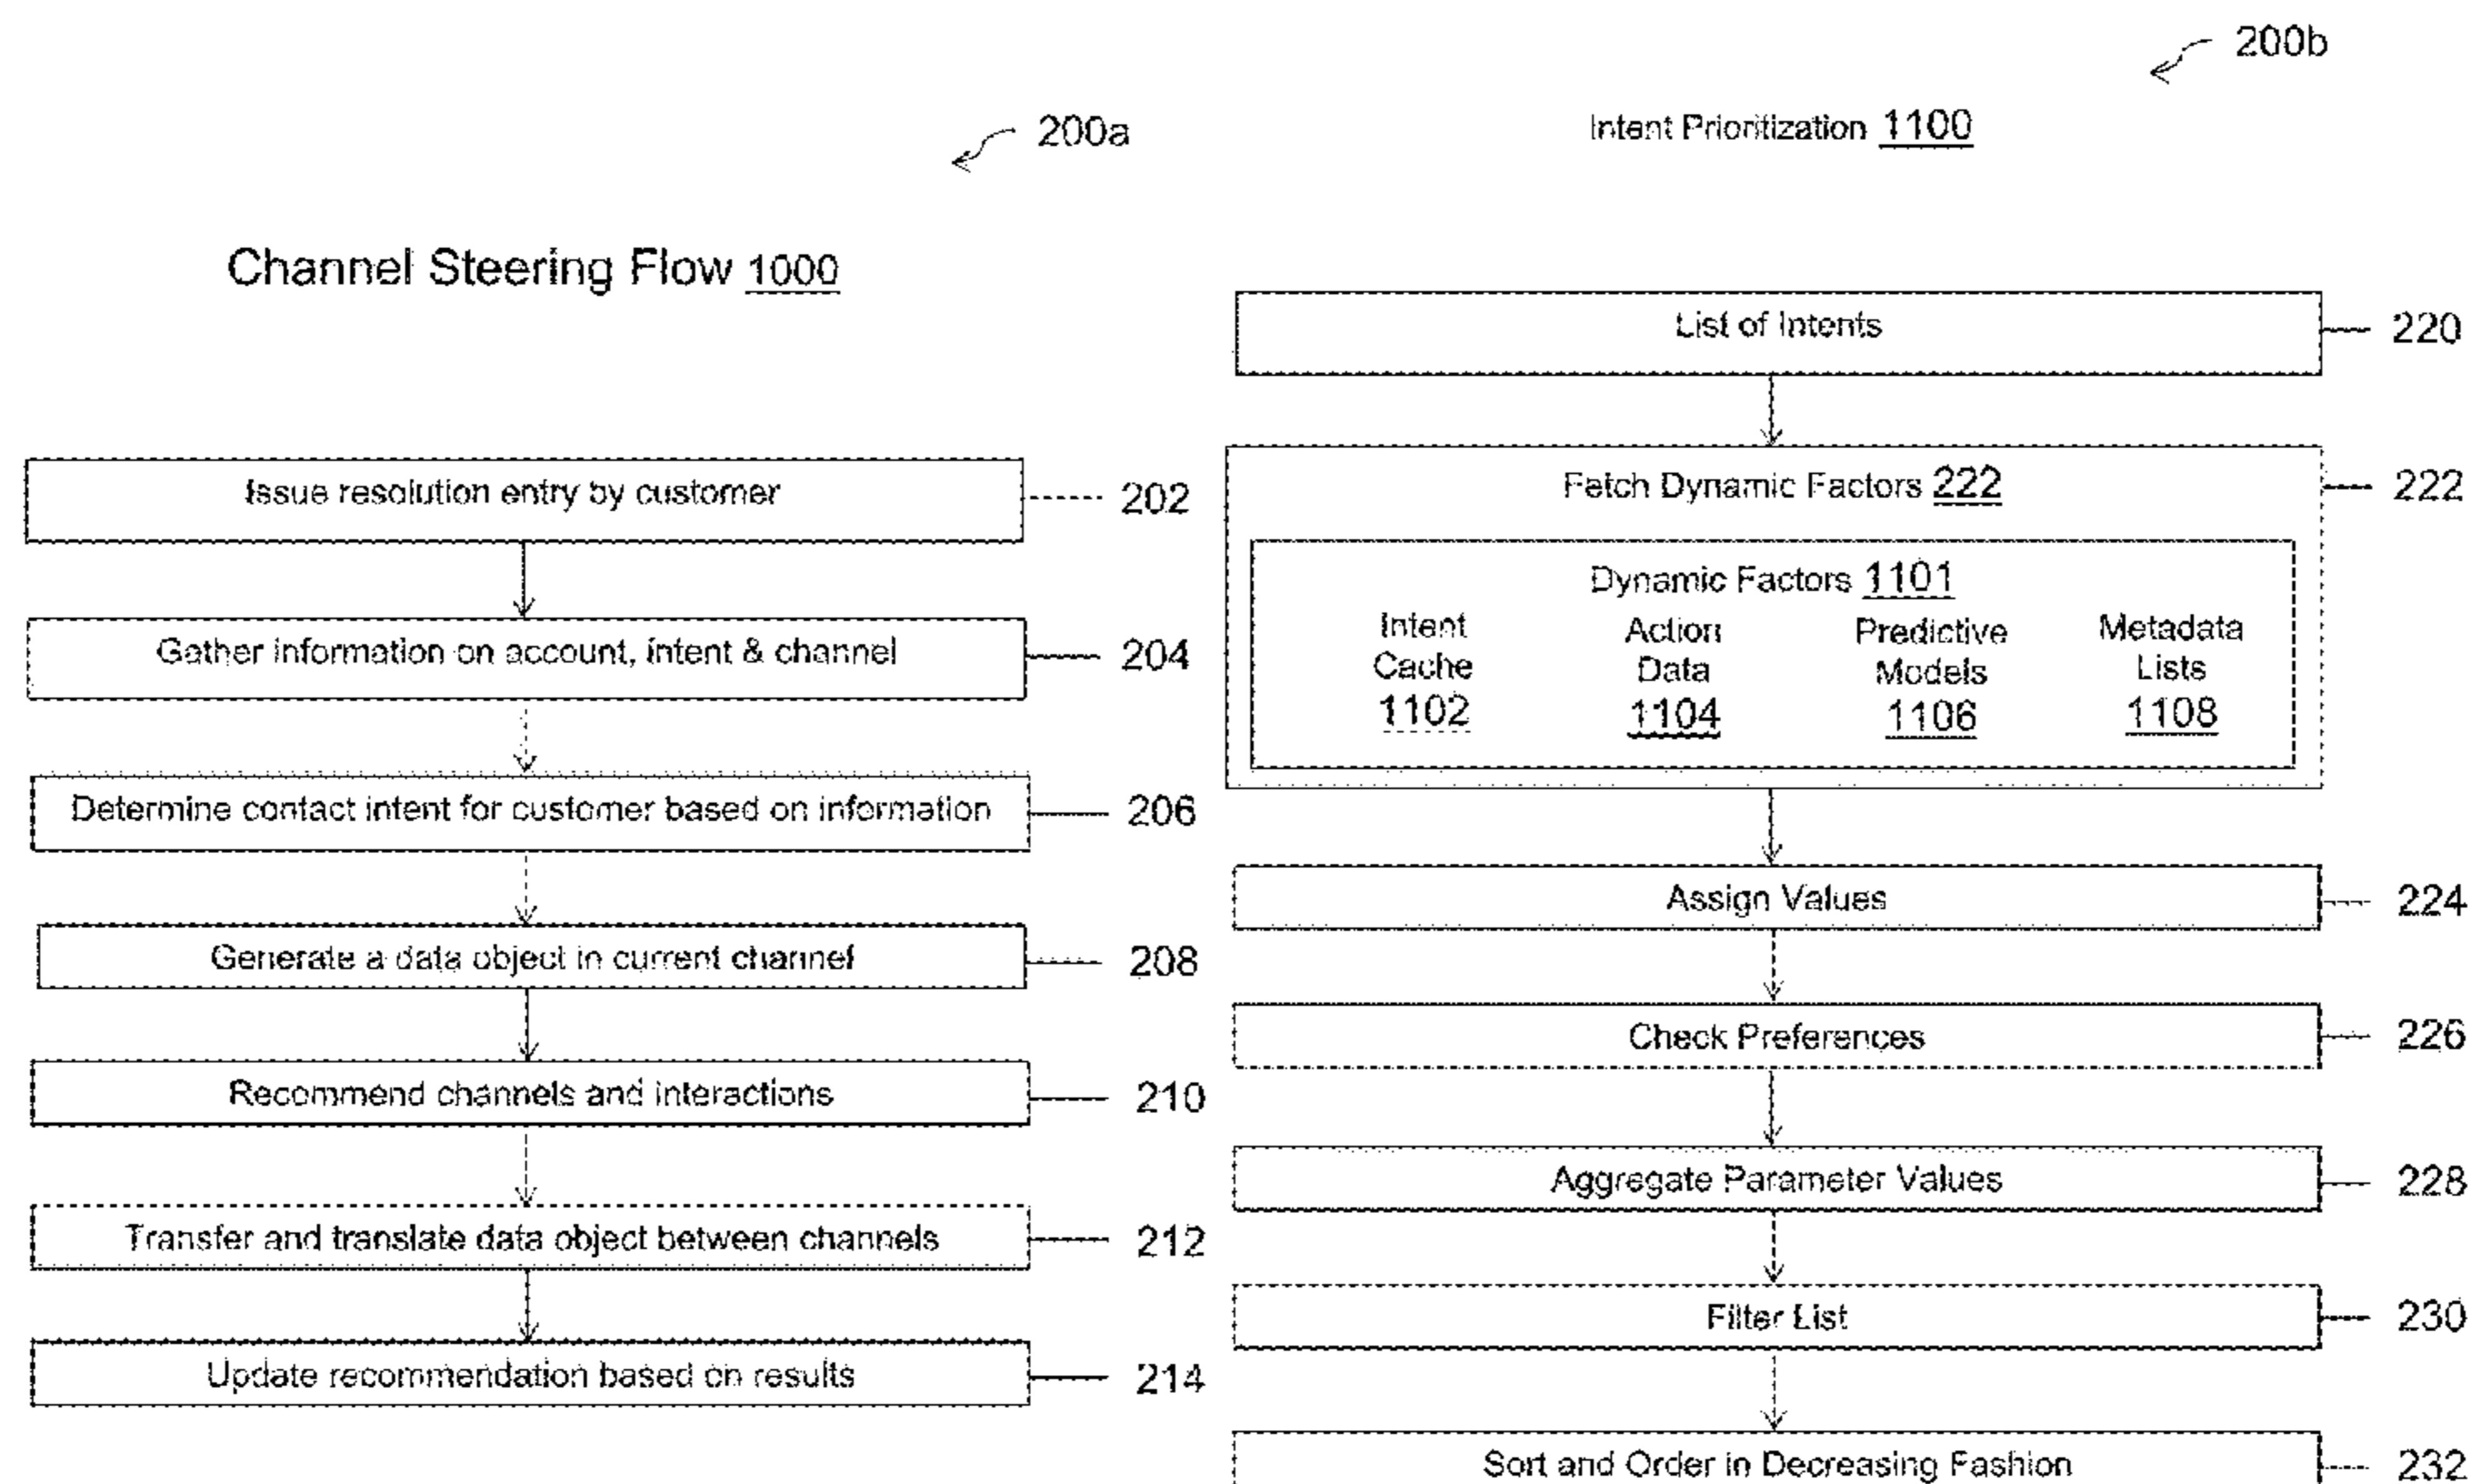 200a
Channel Steering Flow 1000
Issue resolution entry by customer 202
Gather information on account, intent & channel 204
Determine contact intent for customer based on information 206
Generate a data object in current channel 208
Recommend channels and interactions 210
Transfer and translate data object between channels 212
Update recommendation based on results 214
200b
Intent Prioritization 1100
List of Intents 220
Fetch Dynamic Factors 222 222
Dynamic Factors 1101
Intent Action Predictive Metadata
Cache Data Models Lists
1102 1104 1106 1108
Assign Values 224
Check Preferences 226
Aggregate Parameter Values 228
Filter List 230
Sort and Order in Decreasing Fashion 232